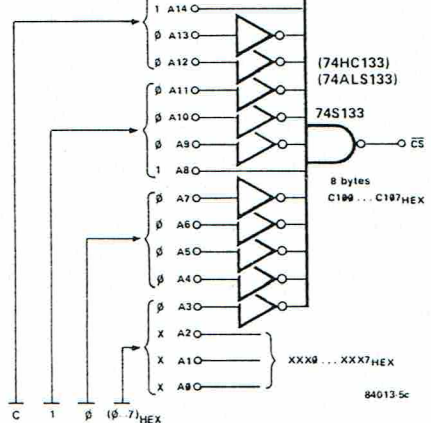 1 A14
Ø A13
Ø A12
(74HC133)
(74ALS133)
Ø A11
Ø A10
74S133
Ø A9
CS
1 A8
8 bytes
C100 ... C107HEX
Ø A7
Ø A6
Ø A5
Ø A4
Ø A3
X A2
X A1
XXX0 ... XXX7HEX
X A0
84013-5c
C 1 Ø (Ø..7)HEX